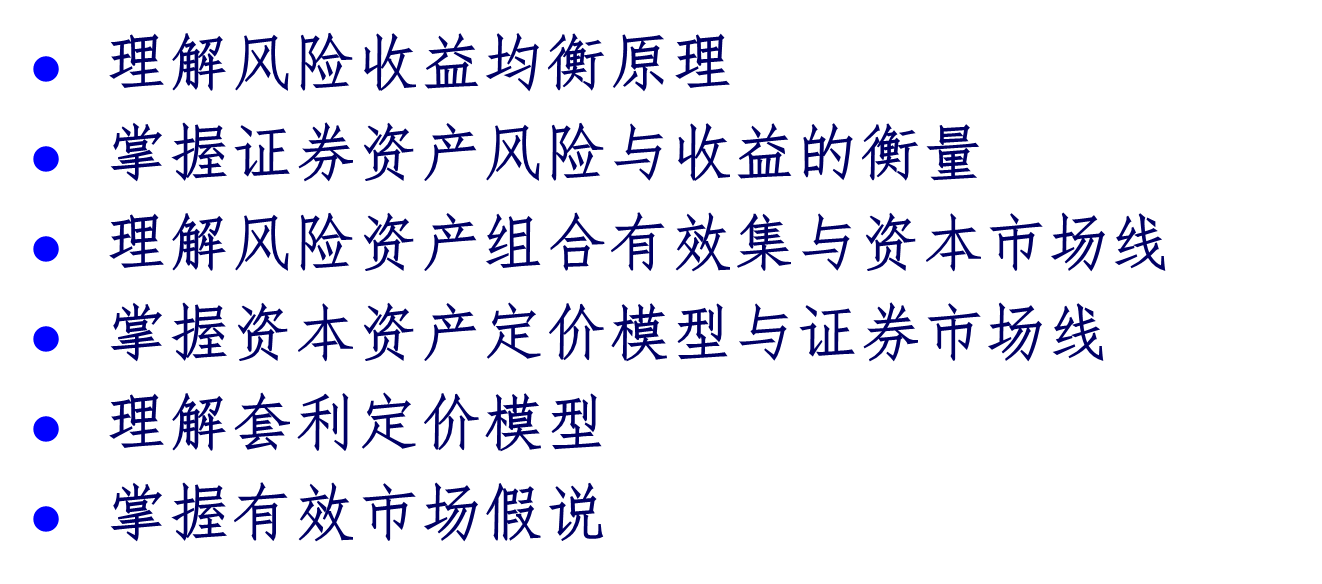 ● 理解风险收益均衡原理
● 掌握证券资产风险与收益的衡量
● 理解风险资产组合有效集与资本市场线
● 掌握资本资产定价模型与证券市场线
● 理解套利定价模型
● 掌握有效市场假说